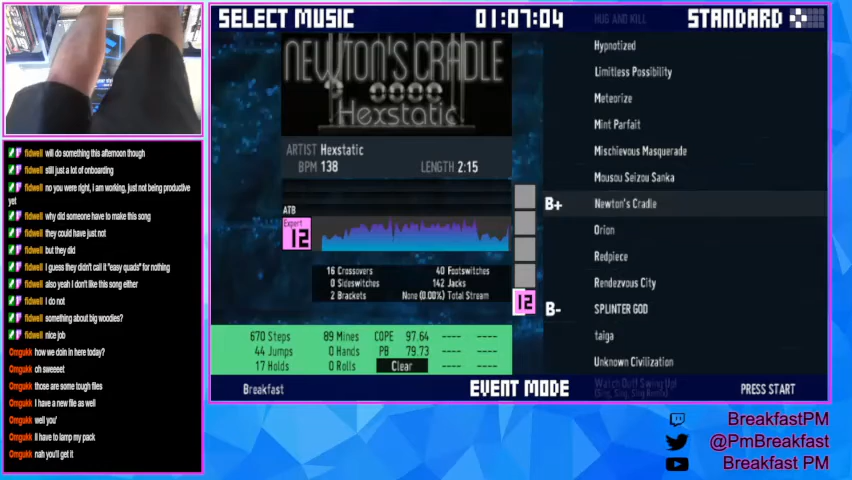 SELECT MUSIC
01:07:04
STANDARD
NEWTON'S CRADLE
Hexstatic
ARTIST Hexstatic
BPM 138
LENGTH 2:15
ATB
Expert
12
16 Crossovers
40 Footswitches
0 Sideswitches
142 Jacks
2 Brackets
None (0.00%) Total Stream
12
670 Steps
89 Mines
44 Jumps
0 Hands
17 Holds
0 Rolls
COPE 97.64
PB 79.73
Clear
---- ----
---- ----
---- ----
HUG AND KILL
Hypnotized
Limitless Possibility
Meteorize
Mint Parfait
Mischievous Masquerade
Mousou Seizou Sanka
B+ Newton's Cradle
Orion
Redpiece
Rendezvous City
B- SPLINTER GOD
taiga
Unknown Civilization
Breakfast
EVENT MODE
PRESS START
fidwell will do something this afternoon though
fidwell still just a lot of onboarding
fidwell no you were right, I am working, just not being productive
yet
fidwell why did someone have to make this song
fidwell they could have just not
fidwell but they did
fidwell I guess they didn't call it "easy quads" for nothing
fidwell also yeah I don't like this song either
fidwell I do not
fidwell something about big woodies?
fidwell nice job
Omgukk how we doin in here today?
Omgukk oh sweeeet
Omgukk those are some tough files
Omgukk I have a new file as well
Omgukk well you'
Omgukk ll have to lamp my pack
Omgukk nah you'll get it
BreakfastPM
@PmBreakfast
Breakfast PM